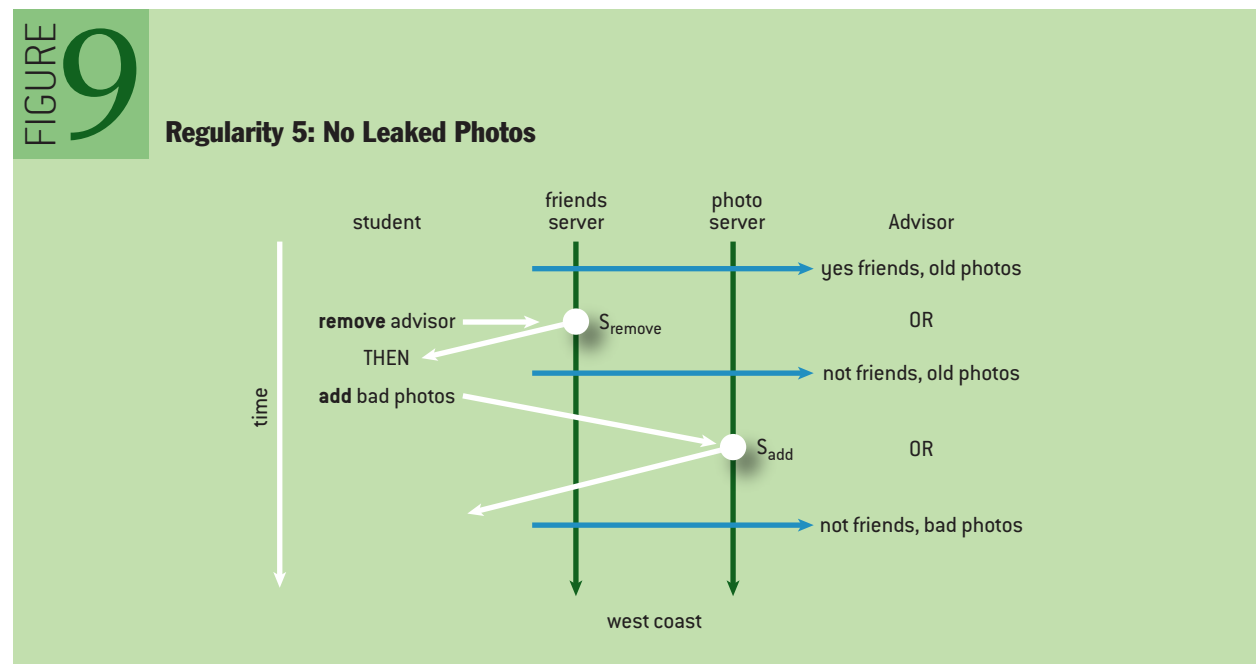 FIGURE 9
Regularity 5: No Leaked Photos
student
friends
server
photo
server
Advisor
yes friends, old photos
remove advisor
Sremove
OR
THEN
not friends, old photos
add bad photos
time
Sadd
OR
not friends, bad photos
west coast